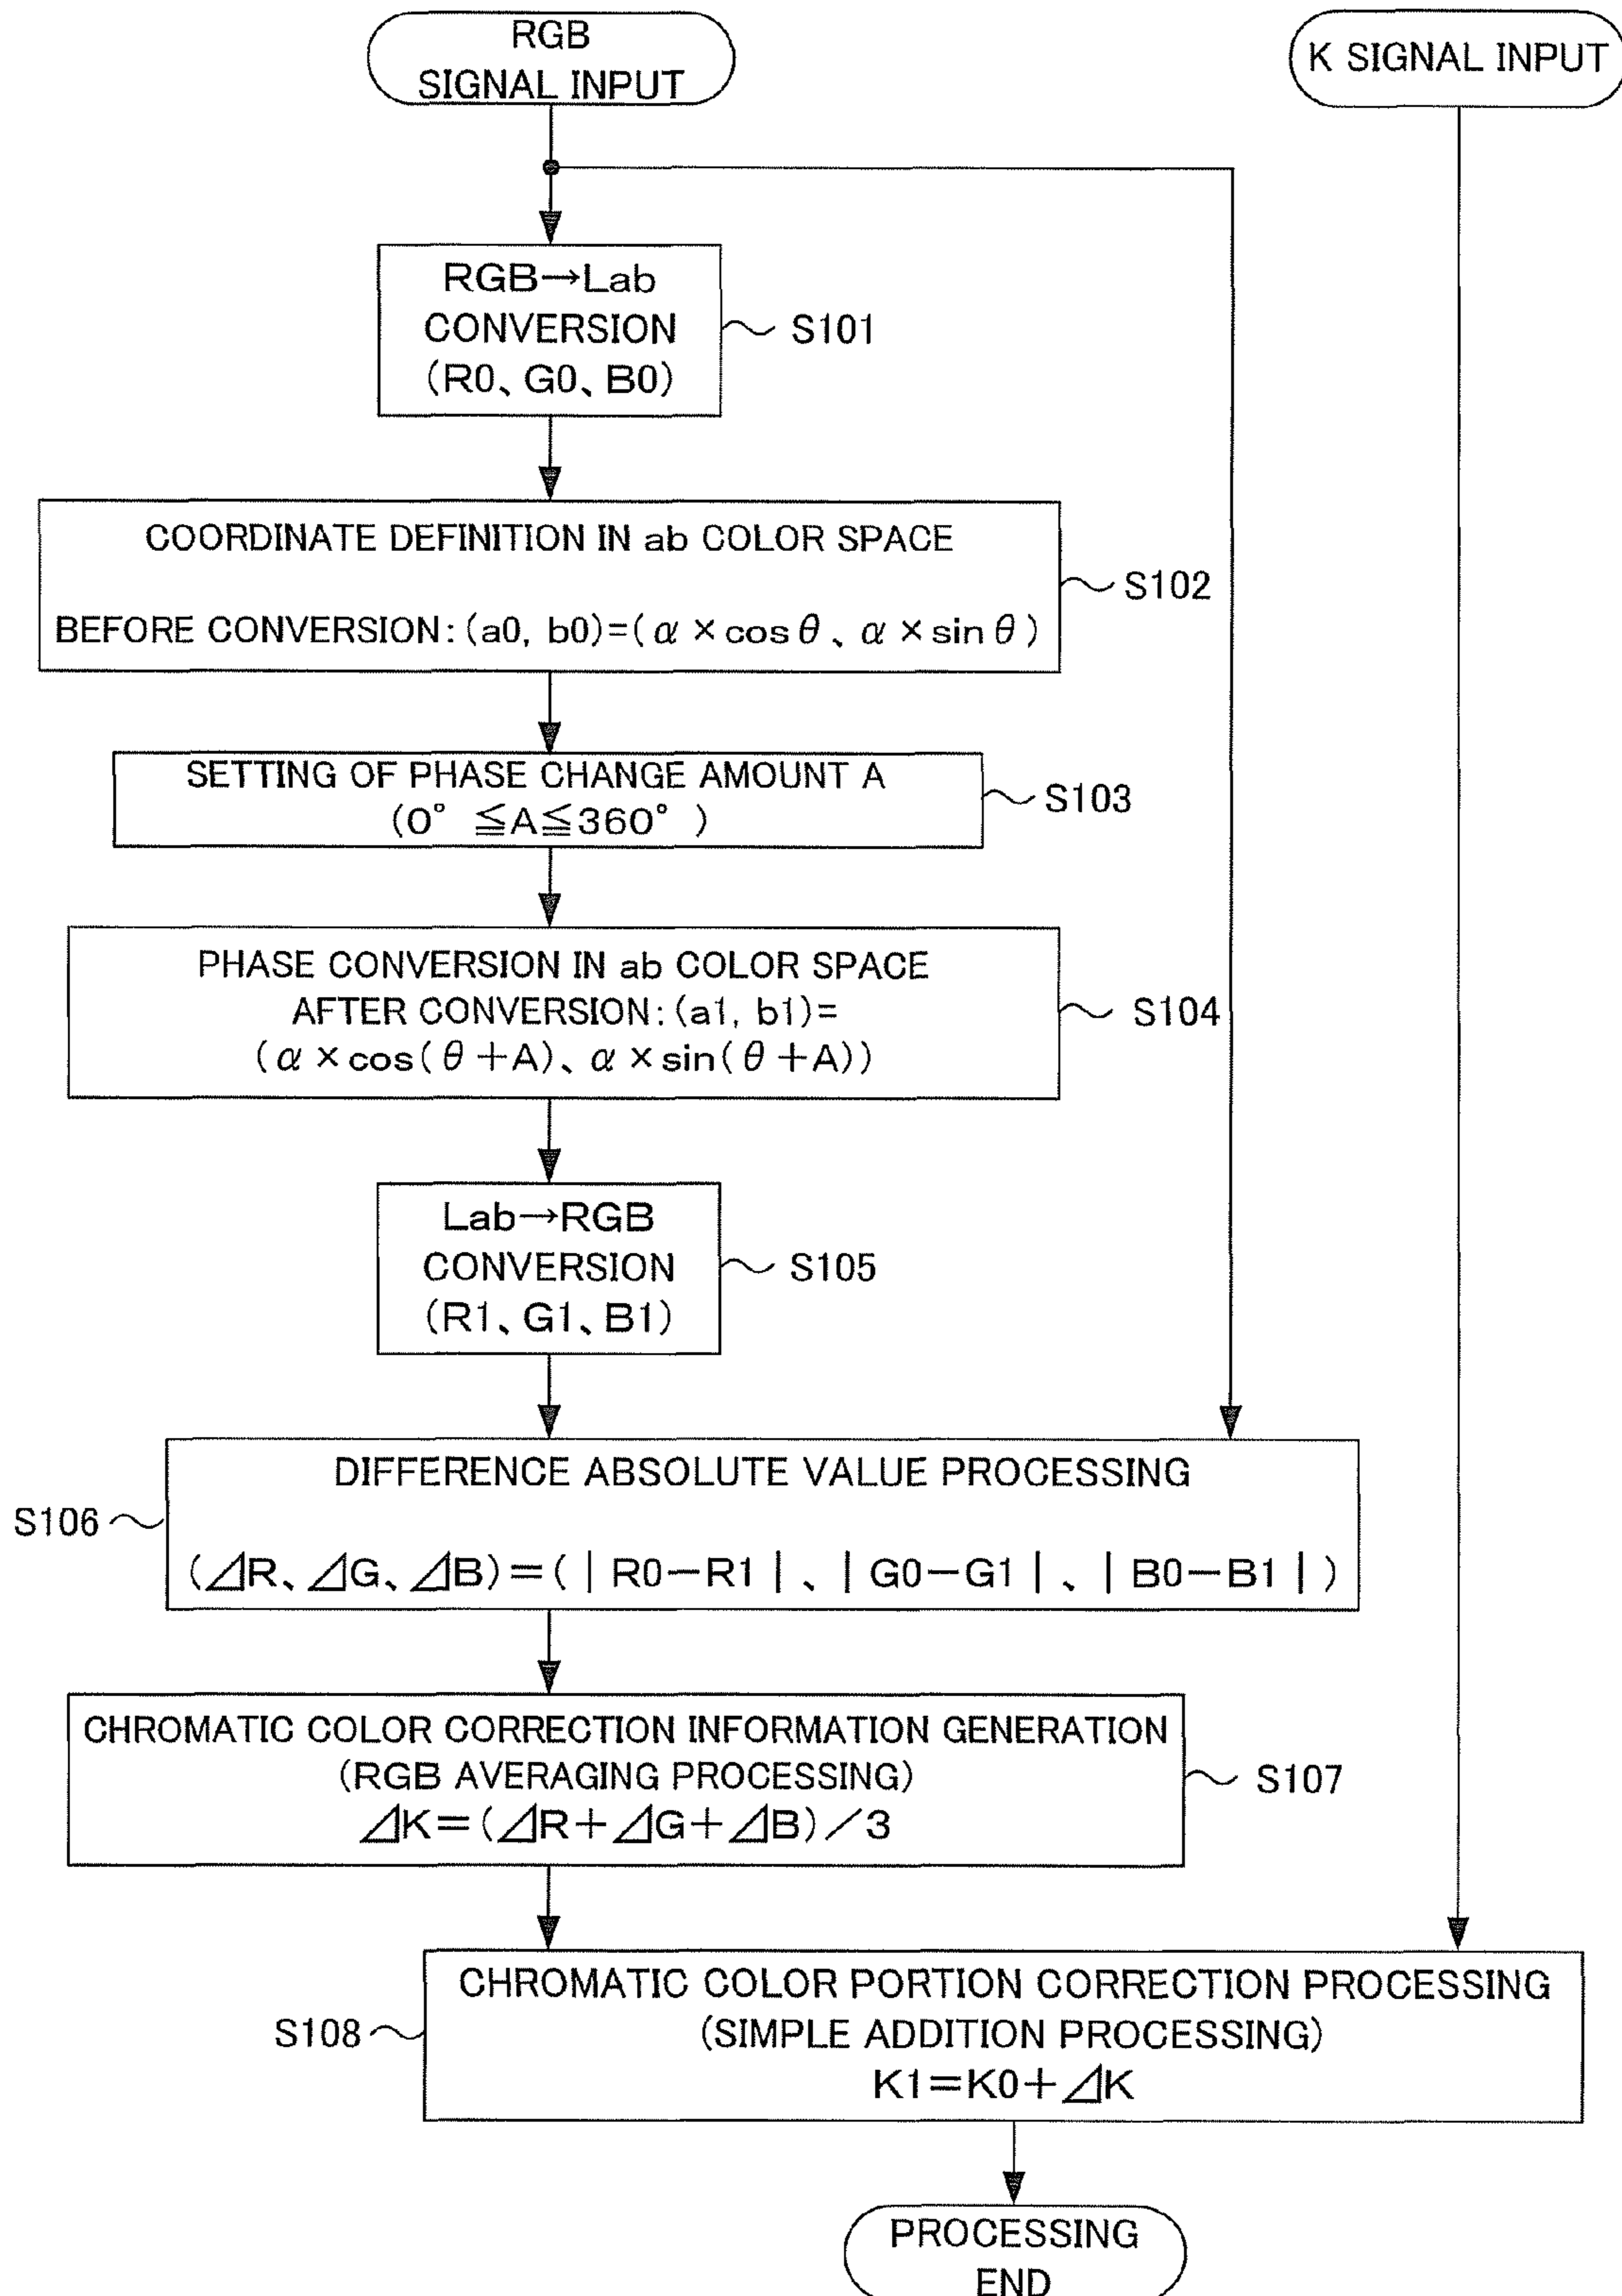 RGB
SIGNAL INPUT
K SIGNAL INPUT
RGB→Lab
CONVERSION
(R0、G0、B0)
S101
COORDINATE DEFINITION IN ab COLOR SPACE
BEFORE CONVERSION:(a0, b0)=(α×cosθ、α×sinθ)
S102
SETTING OF PHASE CHANGE AMOUNT A
(0° ≦A≦360° )
S103
PHASE CONVERSION IN ab COLOR SPACE
AFTER CONVERSION:(a1, b1)=
(α×cos(θ+A)、α×sin(θ+A))
S104
Lab→RGB
CONVERSION
(R1、G1、B1)
S105
DIFFERENCE ABSOLUTE VALUE PROCESSING
(⊿R、⊿G、⊿B)=(|R0-R1|、|G0-G1|、|B0-B1|)
S106
CHROMATIC COLOR CORRECTION INFORMATION GENERATION
(RGB AVERAGING PROCESSING)
⊿K=(⊿R+⊿G+⊿B)/3
S107
CHROMATIC COLOR PORTION CORRECTION PROCESSING
(SIMPLE ADDITION PROCESSING)
K1=K0+⊿K
S108
PROCESSING
END